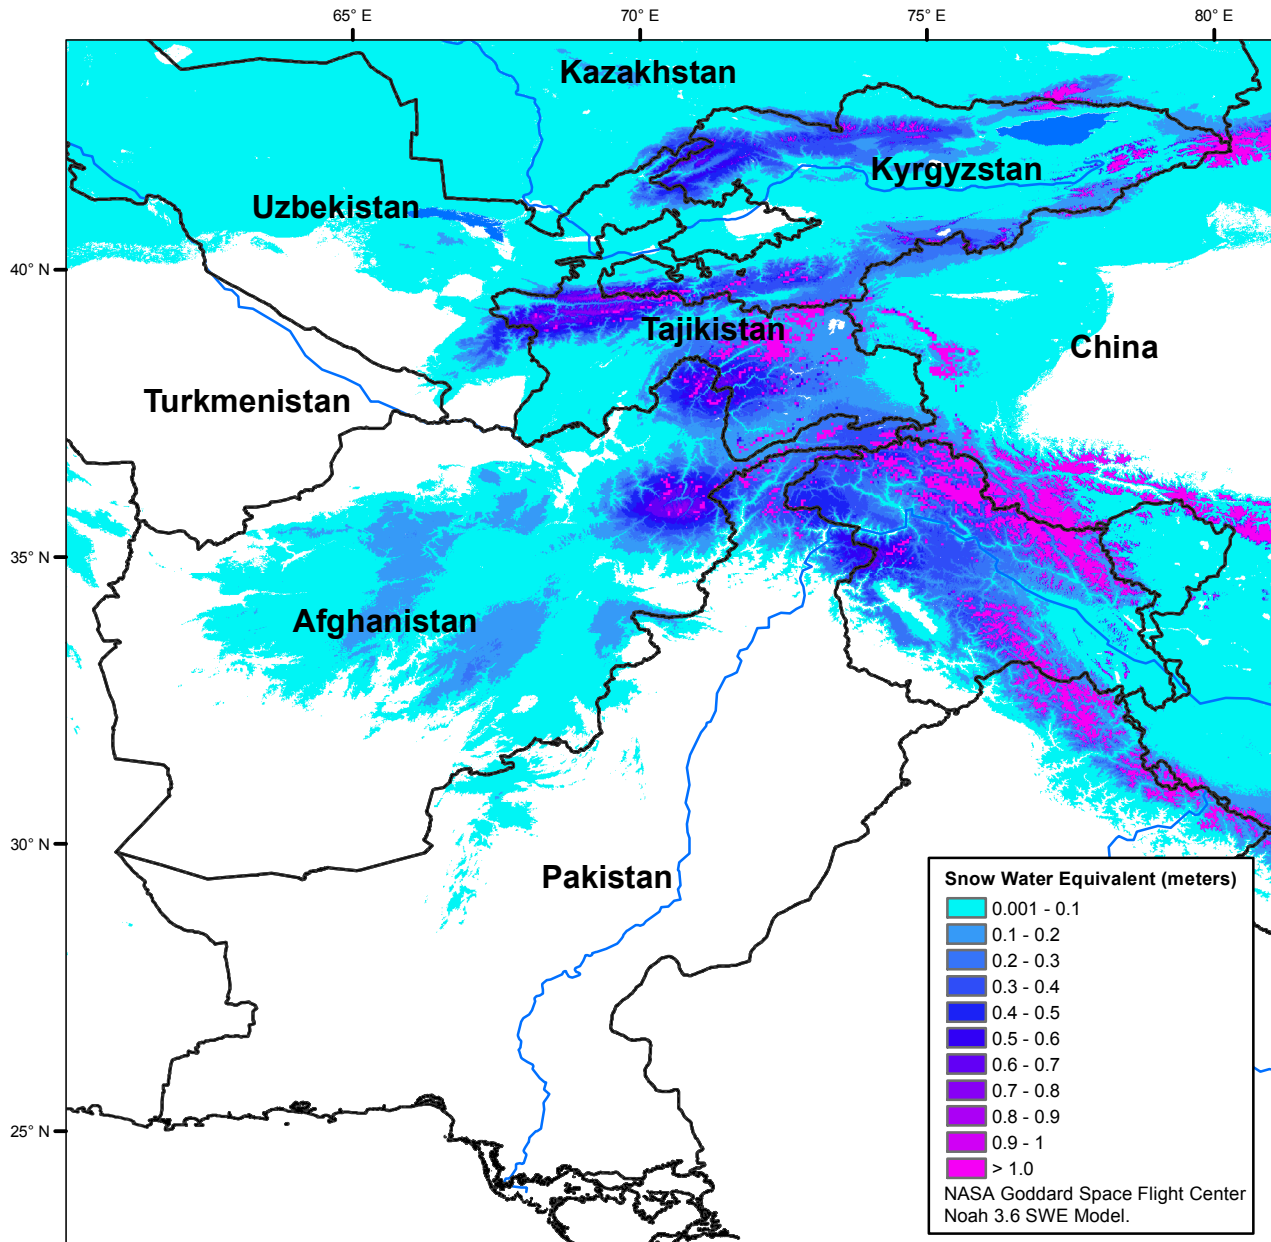 65° E
70° E
75° E
80° E
Kazakhstan
Kyrgyzstan
Uzbekistan
40° N
Tajikistan
China
Turkmenistan
35° N
Afghanistan
30° N
Pakistan
25° N
Snow Water Equivalent (meters)
0.001 - 0.1
0.1 - 0.2
0.2 - 0.3
0.3 - 0.4
0.4 - 0.5
0.5 - 0.6
0.6 - 0.7
0.7 - 0.8
0.8 - 0.9
0.9 - 1
> 1.0
NASA Goddard Space Flight Center
Noah 3.6 SWE Model.